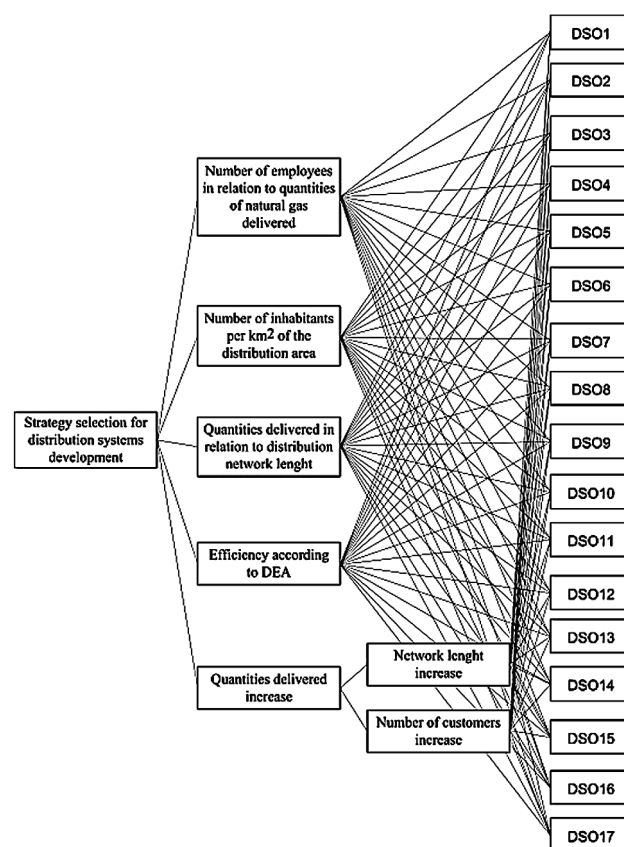 Strategy selection for
distribution systems
development
Number of employees
in relation to quantities
of natural gas
delivered
Number of inhabitants
per km² of the
distribution area
Quantities delivered in
relation to distribution
network lenght
Efficiency according
to DEA
Quantities delivered
increase
Network lenght
increase
Number of customers
increase
DSO1
DSO2
DSO3
DSO4
DSO5
DSO6
DSO7
DSO8
DSO9
DSO10
DSO11
DSO12
DSO13
DSO14
DSO15
DSO16
DSO17